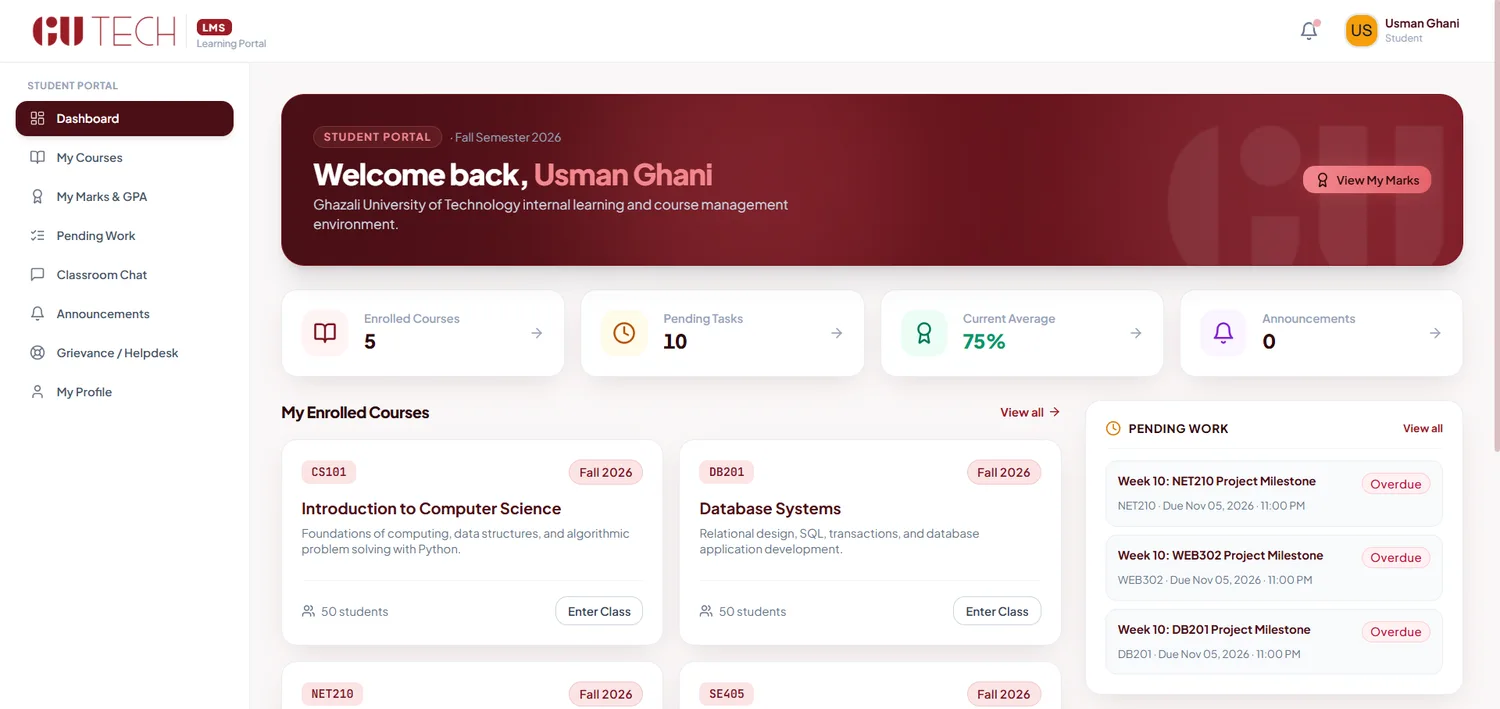 GU TECH
LMS
Learning Portal
US
Usman Ghani
Student
STUDENT PORTAL
Dashboard
My Courses
My Marks & GPA
Pending Work
Classroom Chat
Announcements
Grievance / Helpdesk
My Profile
STUDENT PORTAL · Fall Semester 2026
Welcome back, Usman Ghani
Ghazali University of Technology internal learning and course management
environment.
View My Marks
Enrolled Courses
5
Pending Tasks
10
Current Average
75%
Announcements
0
My Enrolled Courses
View all
CS101
Fall 2026
Introduction to Computer Science
Foundations of computing, data structures, and algorithmic
problem solving with Python.
50 students
Enter Class
DB201
Fall 2026
Database Systems
Relational design, SQL, transactions, and database
application development.
50 students
Enter Class
NET210
Fall 2026
SE405
Fall 2026
PENDING WORK
View all
Week 10: NET210 Project Milestone
Overdue
NET210 · Due Nov 05, 2026 · 11:00 PM
Week 10: WEB302 Project Milestone
Overdue
WEB302 · Due Nov 05, 2026 · 11:00 PM
Week 10: DB201 Project Milestone
Overdue
DB201 · Due Nov 05, 2026 · 11:00 PM